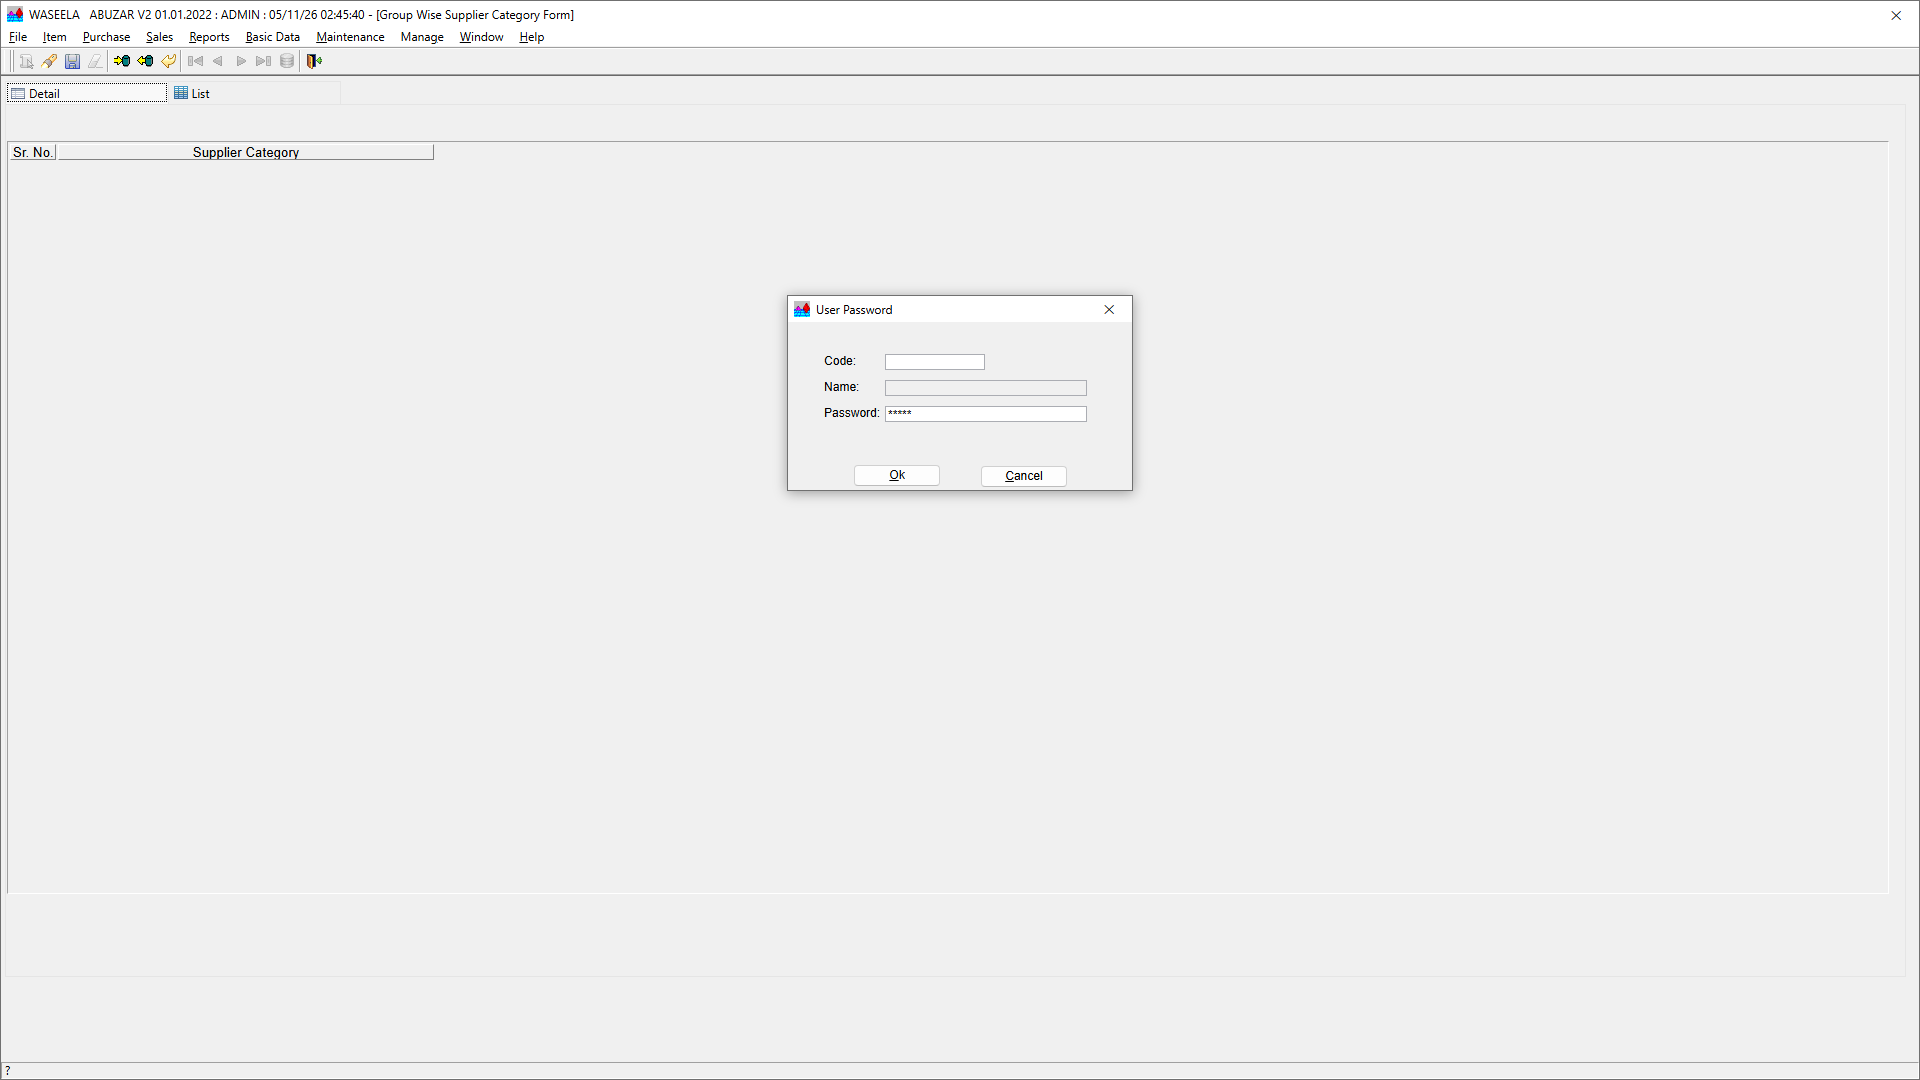 WASEELA ABUZAR V2 01.01.2022 : ADMIN : 05/11/26 02:45:40 - [Group Wise Supplier Category Form]
File Item Purchase Sales Reports Basic Data Maintenance Manage Window Help
Detail List
Sr. No. Supplier Category
User Password
Code:
Name:
Password: *****
Ok Cancel
?